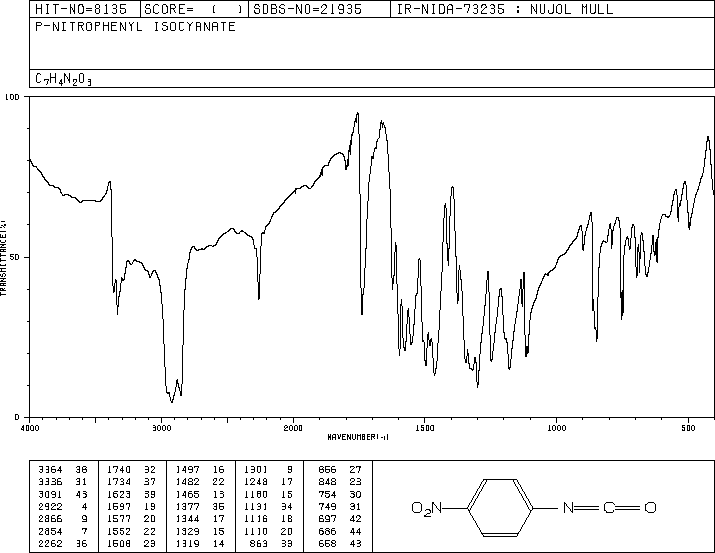 HIT-NO=8135 SCORE= ( ) SDBS-NO=21935 IR-NIDA-73235 : NUJOL MULL
P-NITROPHENYL ISOCYANATE
C7H4N2O3
100
50
0
TRANSMITTANCE(%)
4000 3000 2000 1500 1000 500
WAVENUMBER(-1)
3364 38 1740 32 1497 16 1301 9 866 27
3336 31 1734 37 1482 22 1248 17 848 23
3091 43 1623 39 1465 13 1180 15 754 30
2922 4 1597 19 1377 35 1131 34 749 31
2866 9 1577 20 1344 17 1116 18 697 42
2854 7 1552 22 1329 15 1110 20 686 44
2262 36 1508 23 1319 14 863 33 658 43
O2N N C O